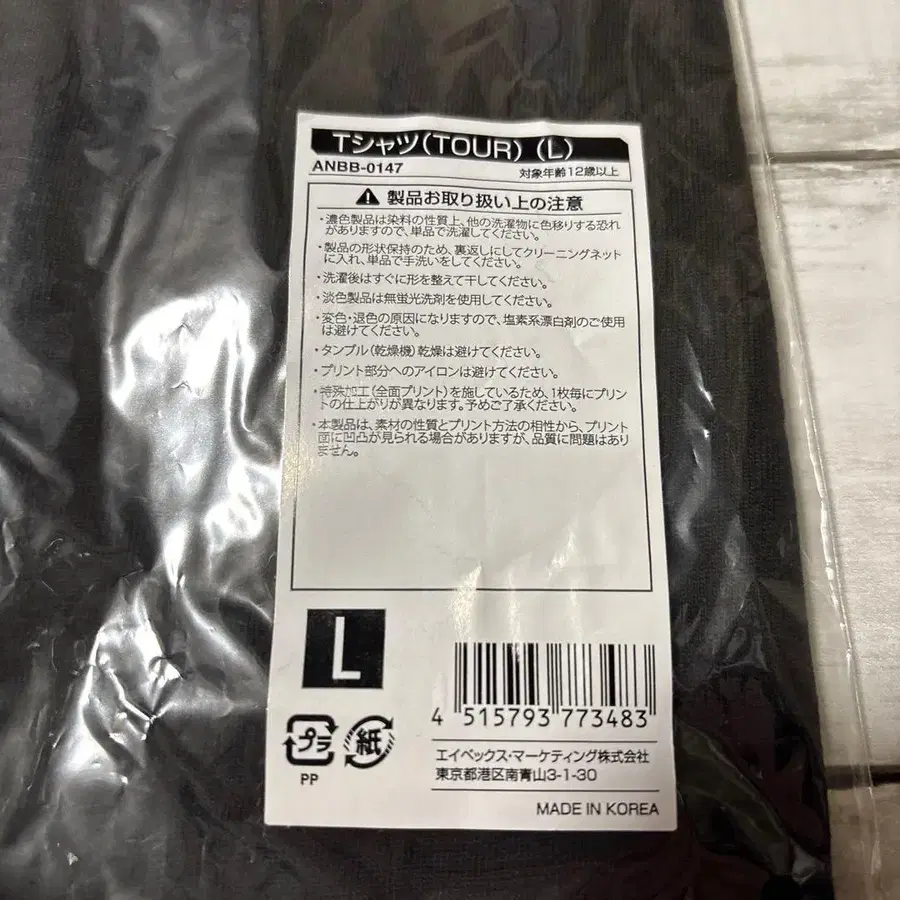 Tシャツ(TOUR) (L)
ANBB-0147
対象年齢12歳以上
製品お取り扱い上の注意
・濃色製品は染料の性質上、他の洗濯物に色移りする恐れ
がありますので、単品で洗濯してください。
・製品の形状保持のため、裏返しにしてクリーニングネット
に入れ、単品で手洗いをしてください。
・洗濯後はすぐに形を整えて干してください。
・淡色製品は無蛍光洗剤を使用してください。
・変色・退色の原因になりますので、塩素系漂白剤のご使用
は避けてください。
・タンブル(乾燥機)乾燥は避けてください。
・プリント部分へのアイロンは避けてください。
・特殊加工(全面プリント)を施しているため、1枚毎にプリン
トの仕上がりが異なります。予めご了承ください。
・本製品は、素材の性質とプリント方法の相性から、プリント
面に凹凸が見られる場合がありますが、品質に問題はあり
ません。
L
4 515793 773483
プラ
紙
PP
エイベックス・マーケティング株式会社
東京都港区南青山3-1-30
MADE IN KOREA